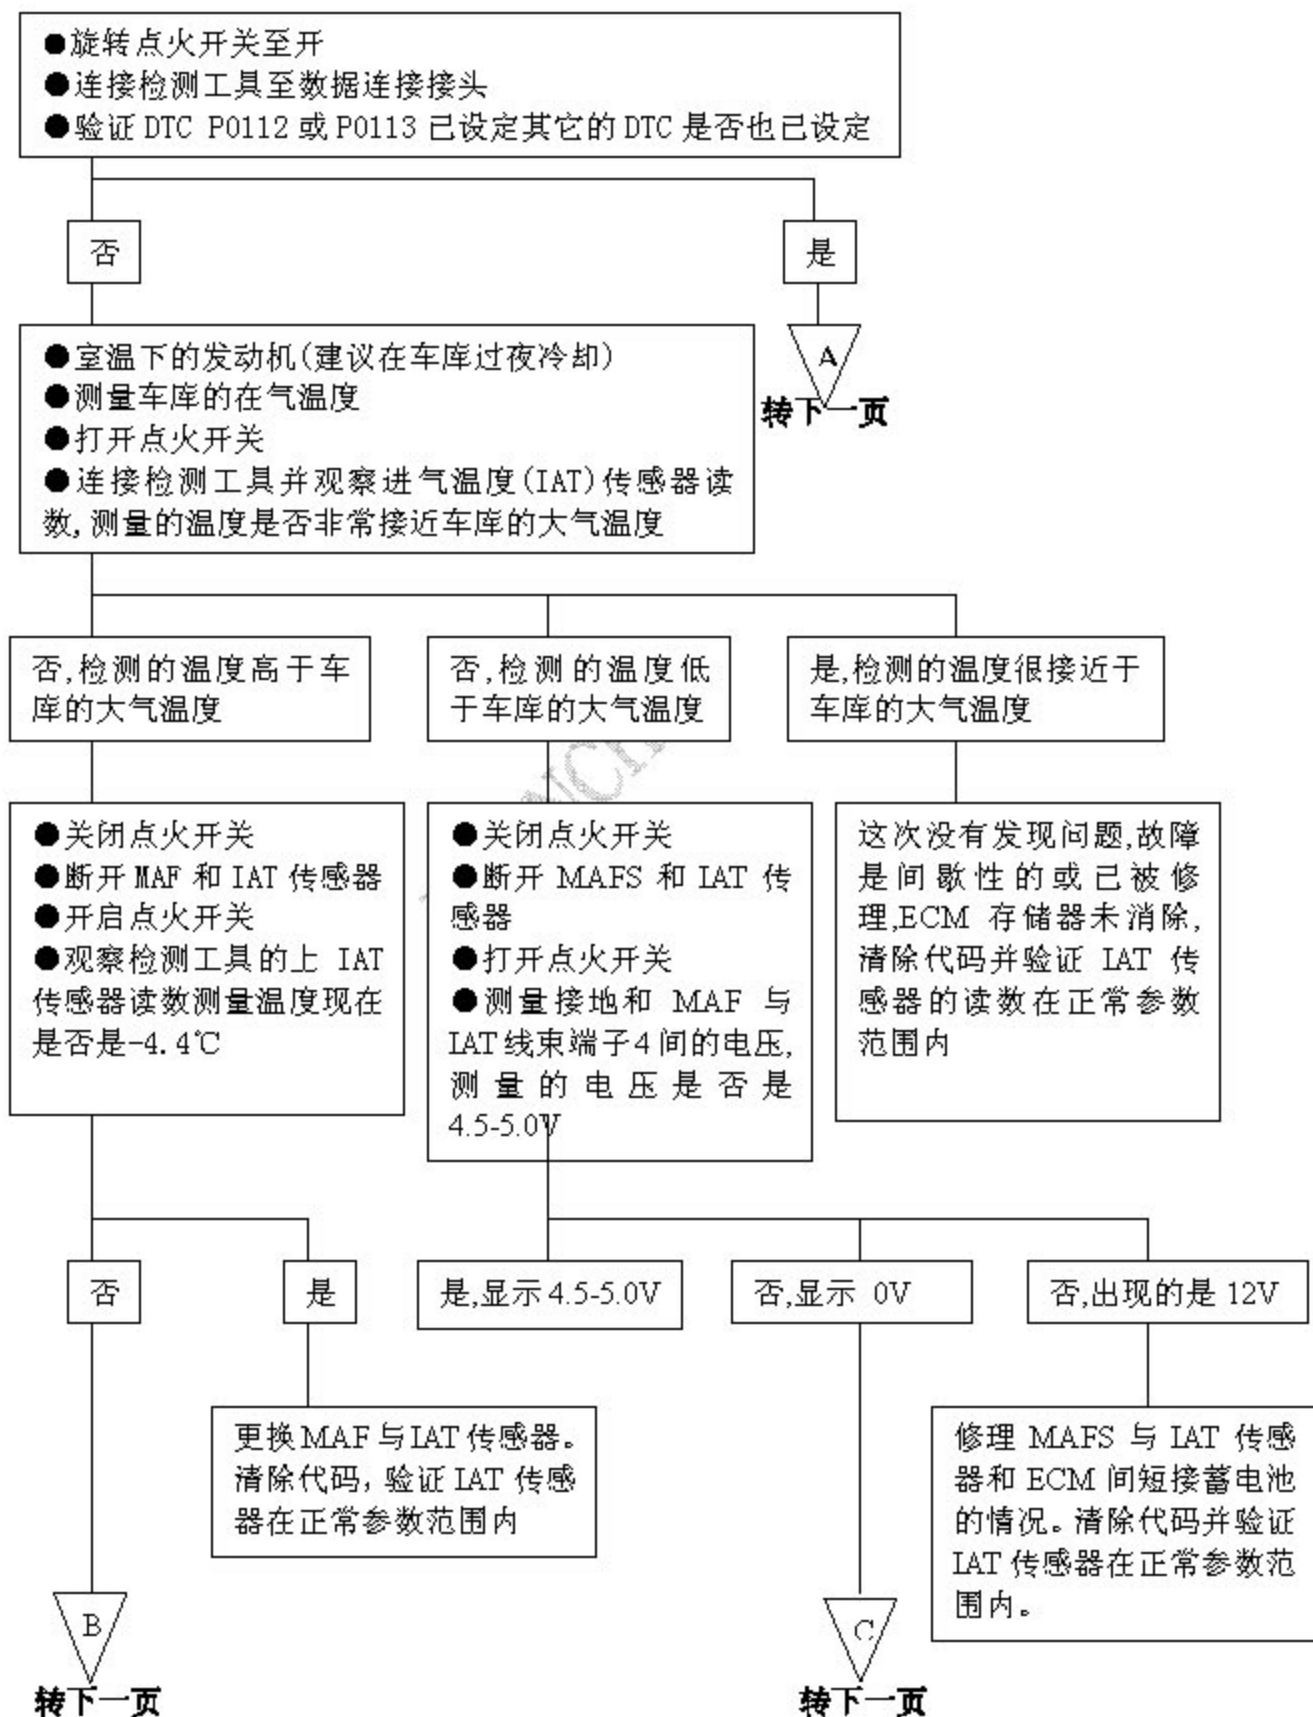 ●旋转点火开关至开
●连接检测工具至数据连接接头
●验证 DTC P0112 或 P0113 己设定其它的 DTC 是否也己设定
否
是
●室温下的发动机(建议在车库过夜冷却)
●测量车库的在气温度
●打开点火开关
●连接检测工具并观察进气温度(IAT)传感器读
数,测量的温度是否非常接近车库的大气温度
A
转下一页
否,检测的温度高于车
库的大气温度
否,检测的温度低
于车库的大气温度
是,检测的温度很接近于
车库的大气温度
●关闭点火开关
●断开 MAF 和 IAT 传感器
●开启点火开关
●观察检测工具的上 IAT
传感器读数测量温度现在
是否是-4.4℃
●关闭点火开关
●断开 MAFS 和 IAT 传
感器
●打开点火开关
●测量接地和 MAF 与
IAT 线束端子 4 间的电压,
测量的电压是否是
4.5-5.0V
这次没有发现问题,故障
是间歇性的或已被修
理,ECM 存储器未消除,
清除代码并验证 IAT 传
感器的读数在正常参数
范围内
否
是
是,显示 4.5-5.0V
否,显示 0V
否,出现的是 12V
更换 MAF 与 IAT 传感器。
清除代码,验证 IAT 传感
器在正常参数范围内
修理 MAFS 与 IAT 传感
器和 ECM 间短接蓄电池
的情况。清除代码并验证
IAT 传感器在正常参数范
围内。
B
转下一页
C
转下一页